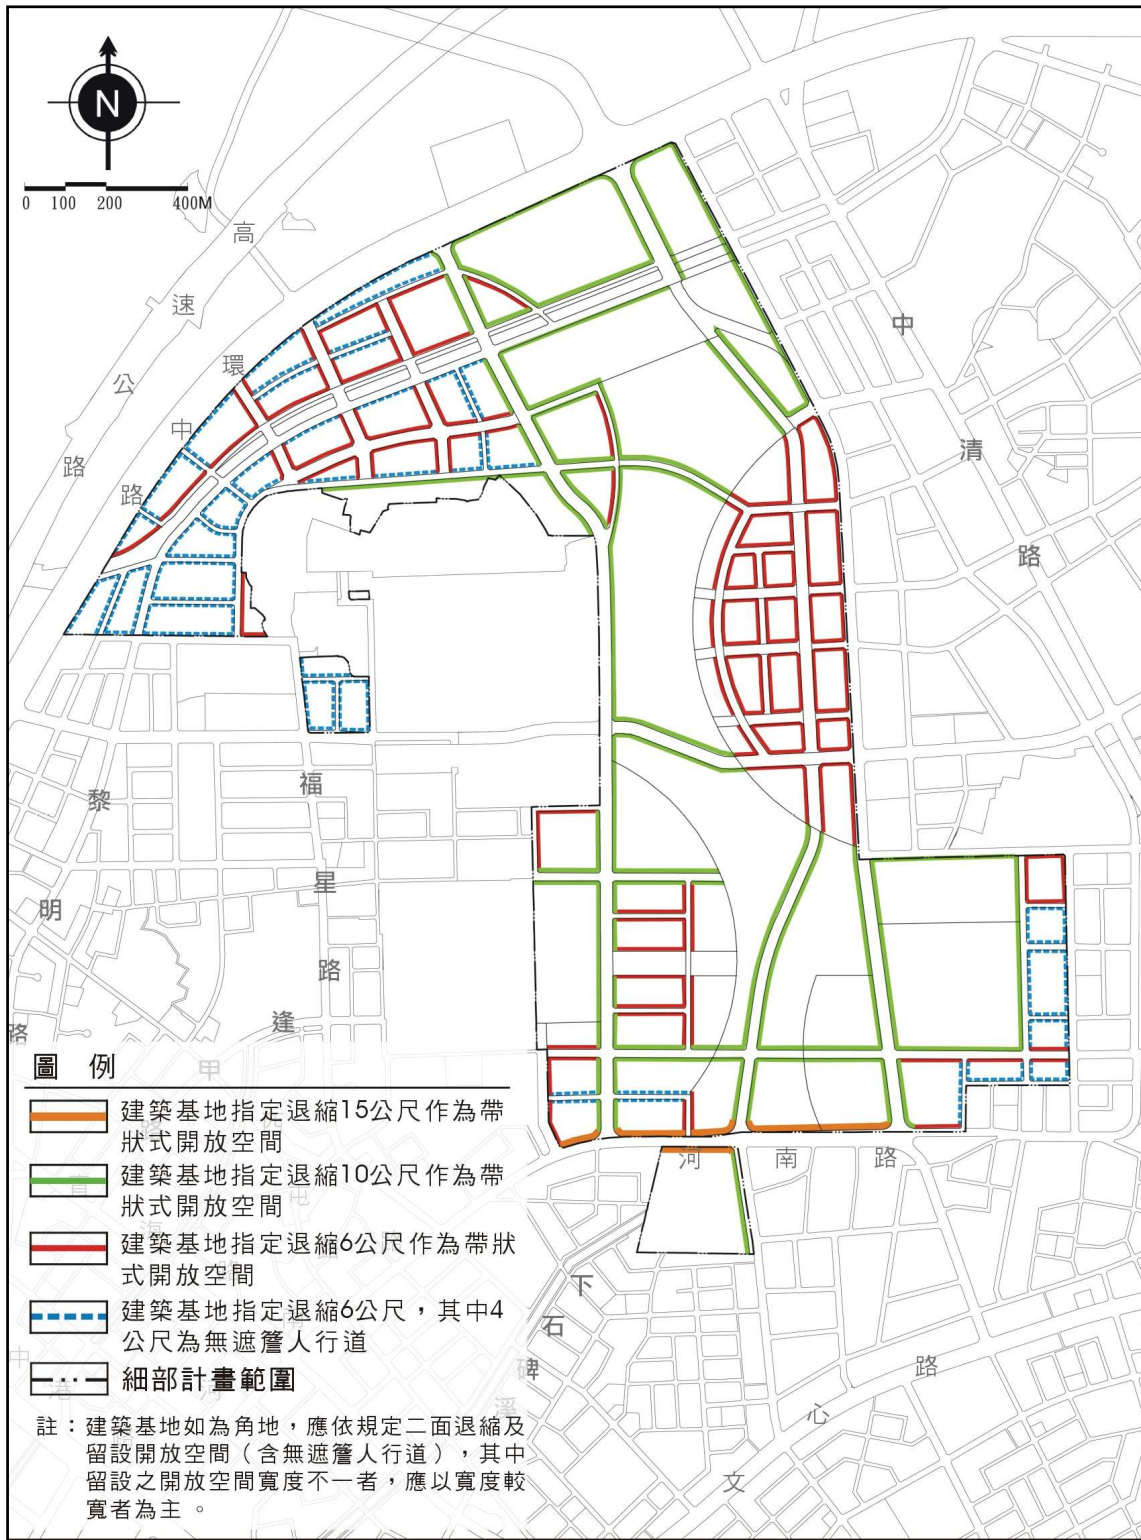 N
0 100 200 400M
高
速
公
路
環
中
路
中
清
路
福
星
路
黎
明
路
逢
甲
路
圖 例
建築基地指定退縮15公尺作為帶
狀式開放空間
建築基地指定退縮10公尺作為帶
狀式開放空間
建築基地指定退縮6公尺作為帶狀
式開放空間
建築基地指定退縮6公尺，其中4
公尺為無遮簷人行道
細部計畫範圍
註：建築基地如為角地，應依規定二面退縮及
留設開放空間（含無遮簷人行道），其中
留設之開放空間寬度不一者，應以寬度較
寬者為主。
河 南 路
下
石
碑
溪
文
心
路
青
海
路
中
港